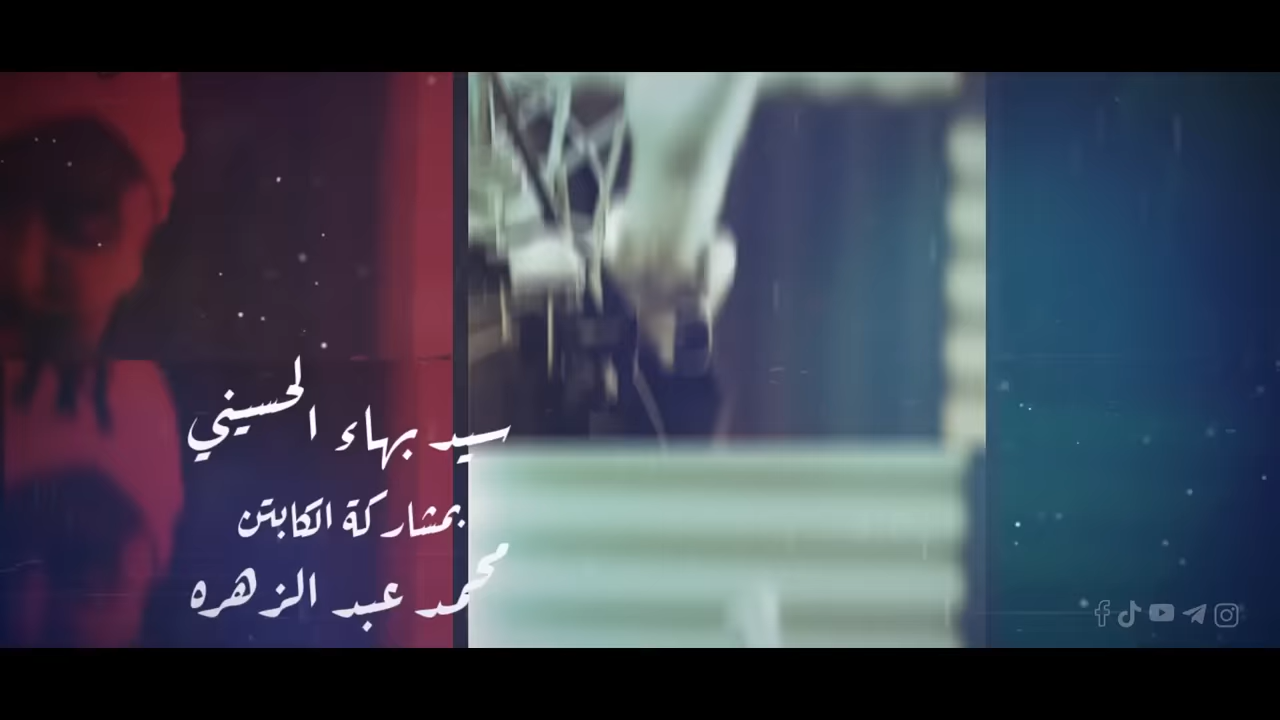 سيد بهاء الحسيني
بمشاركة الكابتن
محمد عبد الزهره